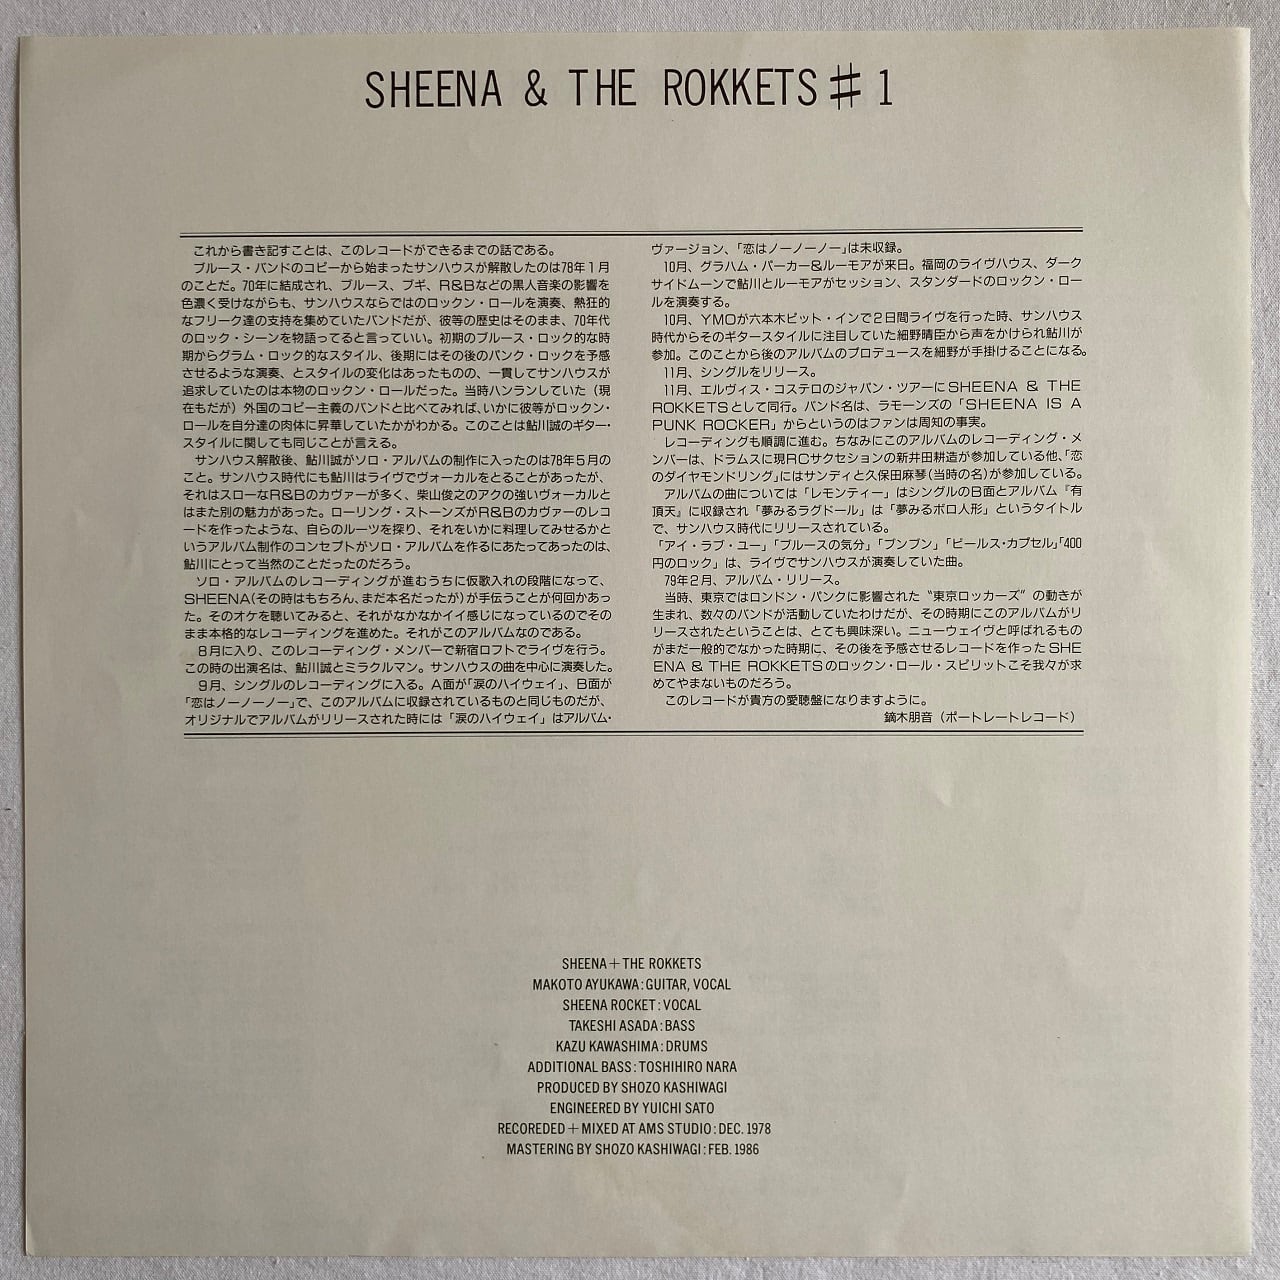 SHEENA & THE ROKKETS♯1
これから書き記すことは、このレコードができるまでの話である。
ブルース・バンドのコピーから始まったサンハウスが解散したのは78年1月
のことだ。70年に結成され、ブルース、ブギ、R&Bなどの黒人音楽の影響を
色濃く受けながらも、サンハウスならではのロックン・ロールを演奏、熱狂的
なフリーク達の支持を集めていたバンドだが、彼等の歴史はそのまま、70年代
のロック・シーンを物語ってると言っていい。初期のブルース・ロック的な時
期からグラム・ロック的なスタイル、後期にはその後のパンク・ロックを予感
させるような演奏、とスタイルの変化はあったものの、一貫してサンハウスが
追求していたのは本物のロックン・ロールだった。当時ハンランしていた（現
在もだが）外国のコピー主義のバンドと比べてみれば、いかに彼等がロックン・
ロールを自分達の肉体に昇華していたかがわかる。このことは鮎川誠のギター・
スタイルに関しても同じことが言える。
サンハウス解散後、鮎川誠がソロ・アルバムの制作に入ったのは78年5月の
こと。サンハウス時代にも鮎川はライヴでヴォーカルをとることがあったが、
それはスローなR&Bのカヴァーが多く、柴山俊之のアクの強いヴォーカルと
はまた別の魅力があった。ローリング・ストーンズがR&Bのカヴァーのレコ
ードを作ったような、自らのルーツを探り、それをいかに料理してみせるかと
いうアルバム制作のコンセプトがソロ・アルバムを作るにあたってあったのは、
鮎川にとって当然のことだったのだろう。
ソロ・アルバムのレコーディングが進むうちに仮歌入れの段階になって、
SHEENA(その時はもちろん、まだ本名だったが)が手伝うことが何回かあっ
た。そのオケを聴いてみると、それがなかなかイイ感じになっているのでその
まま本格的なレコーディングを進めた。それがこのアルバムなのである。
8月に入り、このレコーディング・メンバーで新宿ロフトでライヴを行う。
この時の出演名は、鮎川誠とミラクルマン。サンハウスの曲を中心に演奏した。
9月、シングルのレコーディングに入る。A面が「涙のハイウェイ」、B面が
「恋はノーノーノー」で、このアルバムに収録されているものと同じものだが、
オリジナルでアルバムがリリースされた時には「涙のハイウェイ」はアルバム・
ヴァージョン、「恋はノーノーノー」は未収録。
10月、グラハム・パーカー&ルーモアが来日。福岡のライヴハウス、ダーク
サイドムーンで鮎川とルーモアがセッション、スタンダードのロックン・ロー
ルを演奏する。
10月、YMOが六本木ピット・インで2日間ライヴを行った時、サンハウス
時代からそのギタースタイルに注目していた細野晴臣から声をかけられ鮎川が
参加。このことから後のアルバムのプロデュースを細野が手掛けることになる。
11月、シングルをリリース。
11月、エルヴィス・コステロのジャパン・ツアーにSHEENA & THE
ROKKETSとして同行。バンド名は、ラモーンズの「SHEENA IS A
PUNK ROCKER」からというのはファンは周知の事実。
レコーディングも順調に進む。ちなみにこのアルバムのレコーディング・メ
ンバーは、ドラムスに現RCサクセションの新井田耕造が参加している他、「恋
のダイヤモンドリング」にはサンディと久保田麻琴(当時の名)が参加している。
アルバムの曲については「レモンティー」はシングルのB面とアルバム『有
頂天』に収録され「夢みるラグドール」は「夢みるボロ人形」というタイトル
で、サンハウス時代にリリースされている。
「アイ・ラブ・ユー」「ブルースの気分」「ブンブン」「ピールス・カプセル」「400
円のロック」は、ライヴでサンハウスが演奏していた曲。
79年2月、アルバム・リリース。
当時、東京ではロンドン・パンクに影響された“東京ロッカーズ”の動きが
生まれ、数々のバンドが活動していたわけだが、その時期にこのアルバムがリ
リースされたということは、とても興味深い。ニューウェイヴと呼ばれるもの
がまだ一般的でなかった時期に、その後を予感させるレコードを作ったSHE
ENA & THE ROKKETSのロックン・ロール・スピリットこそ我々が求
めてやまないものだろう。
このレコードが貴方の愛聴盤になりますように。
鏑木朋音（ポートレートレコード）
SHEENA+THE ROKKETS
MAKOTO AYUKAWA:GUITAR, VOCAL
SHEENA ROCKET:VOCAL
TAKESHI ASADA:BASS
KAZU KAWASHIMA:DRUMS
ADDITIONAL BASS:TOSHIHIRO NARA
PRODUCED BY SHOZO KASHIWAGI
ENGINEERED BY YUICHI SATO
RECOREDED+MIXED AT AMS STUDIO:DEC. 1978
MASTERING BY SHOZO KASHIWAGI:FEB. 1986